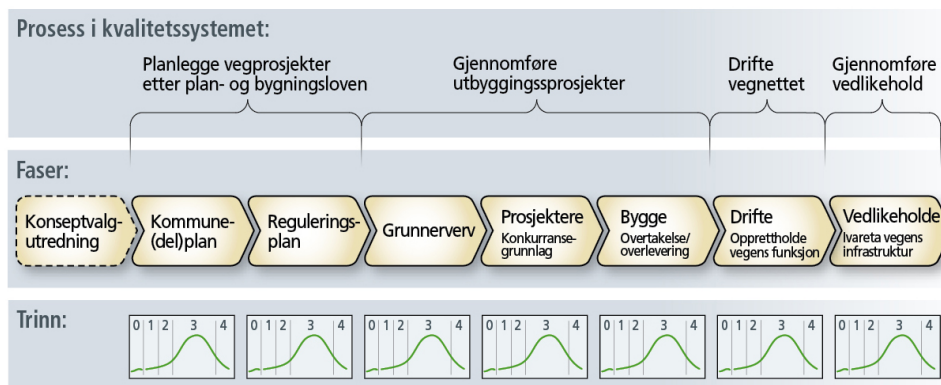 Prosess i kvalitetssystemet:
Planlegge vegprosjekter
etter plan- og bygningsloven
Gjennomføre
utbyggingssprosjekter
Drifte
vegnettet
Gjennomføre
vedlikehold
Faser:
Konseptvalg-
utredning
Kommune-
(del)plan
Regulerings-
plan
Grunnerverv
Prosjektere
Konkurranse-
grunnlag
Bygge
Overtakelse/
overlevering
Drifte
Opprettholde
vegens funksjon
Vedlikeholde
Ivareta vegens
infrastruktur
Trinn:
0 1 2 3 4
0 1 2 3 4
0 1 2 3 4
0 1 2 3 4
0 1 2 3 4
0 1 2 3 4
0 1 2 3 4